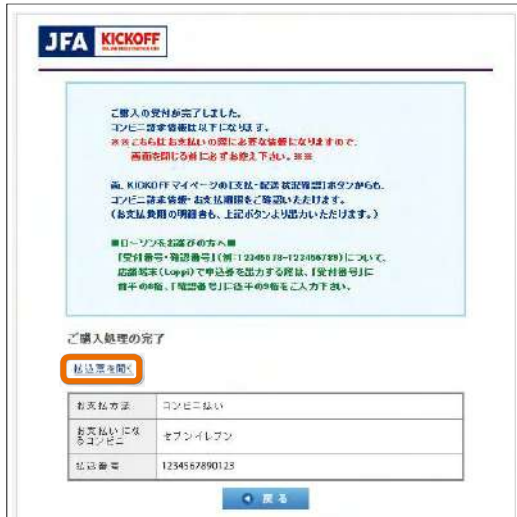 JFA KICKOFF
ご購入の受付が完了しました。
コンビニ請求情報は以下になります。
※※こちらはお支払いの際に必要な情報になりますので、
画面を閉じる前に必ずお控え下さい。※※
尚、KICKOFFマイページの[支払・配送状況確認]ボタンからも、
コンビニ請求情報・お支払期限をご確認いただけます。
(お支払費用の明細書も、上記ボタンより出力いただけます。)
■ローソンをお選びの方へ■
「受付番号・確認番号」(例:12345678-123456789)について、
店舗端末(Loppi)で申込券を出力する際は、「受付番号」に
前半の8桁、「確認番号」に後半の9桁をご入力下さい。
ご購入処理の完了
払込票を開く
お支払方法 コンビニ払い
お支払いにな
るコンビニ
セブンイレブン
払込番号 1234567890123
戻る